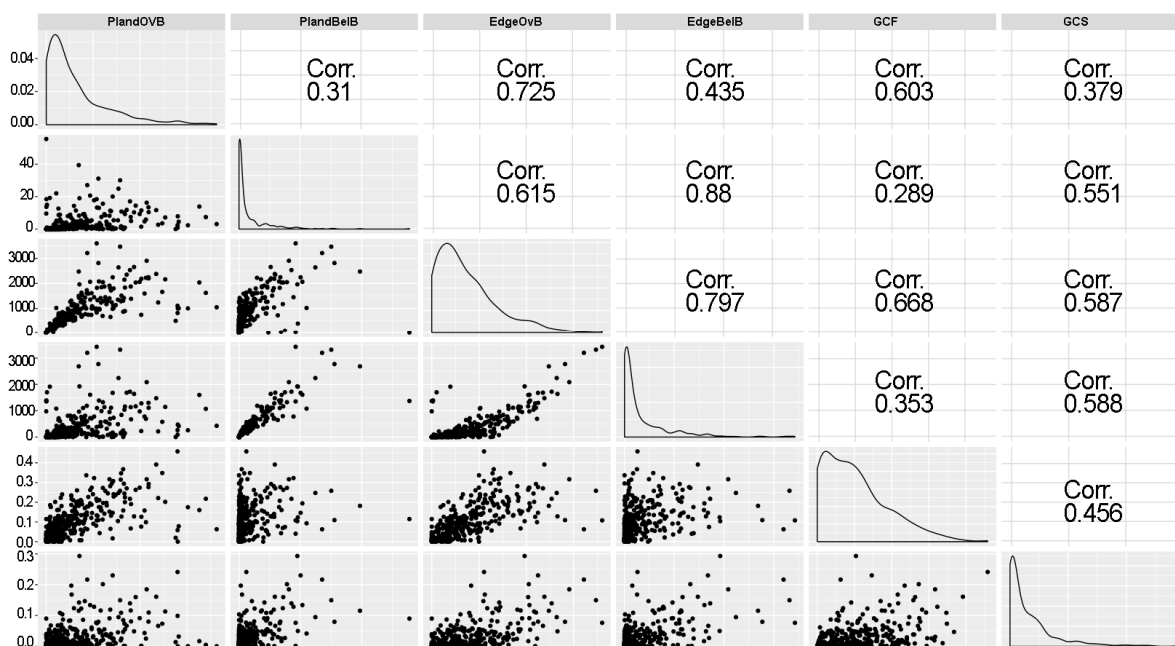 PlandOVB PlandBelB EdgeOvB EdgeBelB GCF GCS
0.04
0.02
0.00
Corr. 0.31
Corr. 0.725
Corr. 0.435
Corr. 0.603
Corr. 0.379
40
20
0
Corr. 0.615
Corr. 0.88
Corr. 0.289
Corr. 0.551
3000
2000
1000
0
Corr. 0.797
Corr. 0.668
Corr. 0.587
3000
2000
1000
0
Corr. 0.353
Corr. 0.588
0.4
0.3
0.2
0.1
0.0
Corr. 0.456
0.3
0.2
0.1
0.0